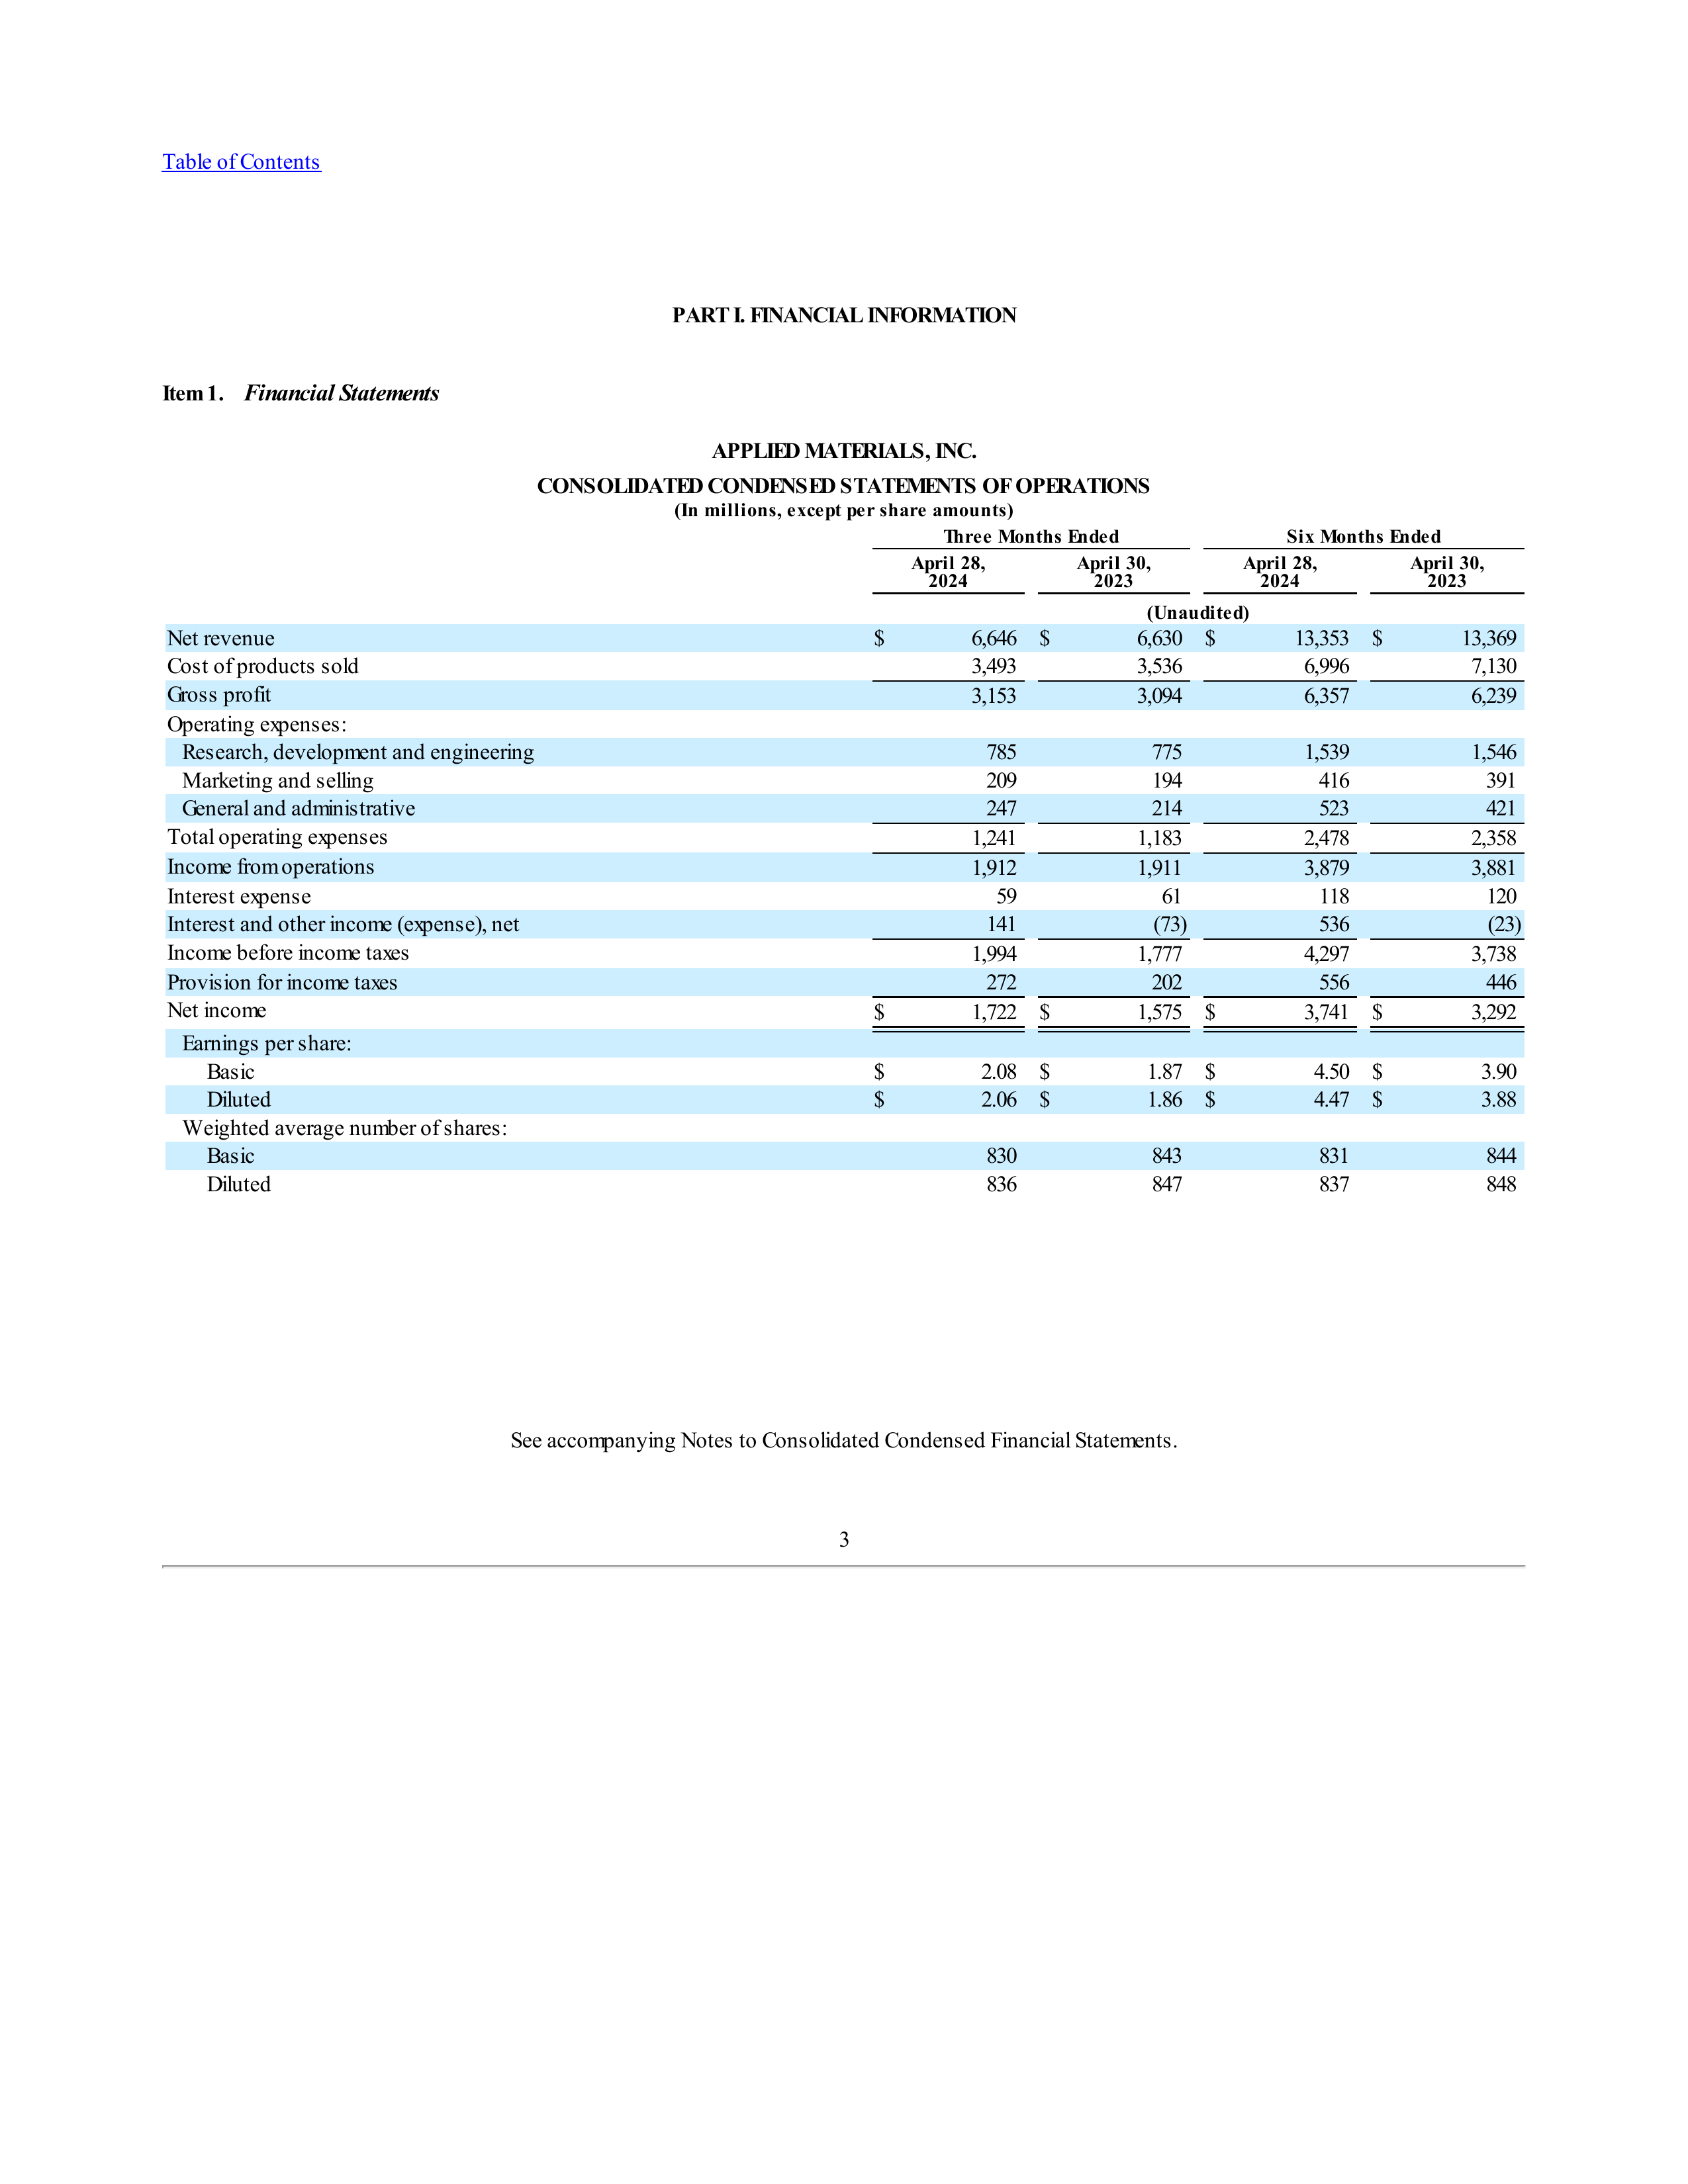 Table of Contents
PART I. FINANCIAL INFORMATION
Item 1. Financial Statements
APPLIED MATERIALS, INC.
CONSOLIDATED CONDENSED STATEMENTS OF OPERATIONS
(In millions, except per share amounts)
Three Months Ended Six Months Ended
April 28, April 30, April 28, April 30,
2024 2023 2024 2023
(Unaudited)
Net revenue $ 6,646 $ 6,630 $ 13,353 $ 13,369
Cost of products sold 3,493 3,536 6,996 7,130
Gross profit 3,153 3,094 6,357 6,239
Operating expenses:
Research, development and engineering 785 775 1,539 1,546
Marketing and selling 209 194 416 391
General and administrative 247 214 523 421
Total operating expenses 1,241 1,183 2,478 2,358
Income from operations 1,912 1,911 3,879 3,881
Interest expense 59 61 118 120
Interest and other income (expense), net 141 (73) 536 (23)
Income before income taxes 1,994 1,777 4,297 3,738
Provision for income taxes 272 202 556 446
Net income $ 1,722 $ 1,575 $ 3,741 $ 3,292
Earnings per share:
Basic $ 2.08 $ 1.87 $ 4.50 $ 3.90
Diluted $ 2.06 $ 1.86 $ 4.47 $ 3.88
Weighted average number of shares:
Basic 830 843 831 844
Diluted 836 847 837 848
See accompanying Notes to Consolidated Condensed Financial Statements.
3